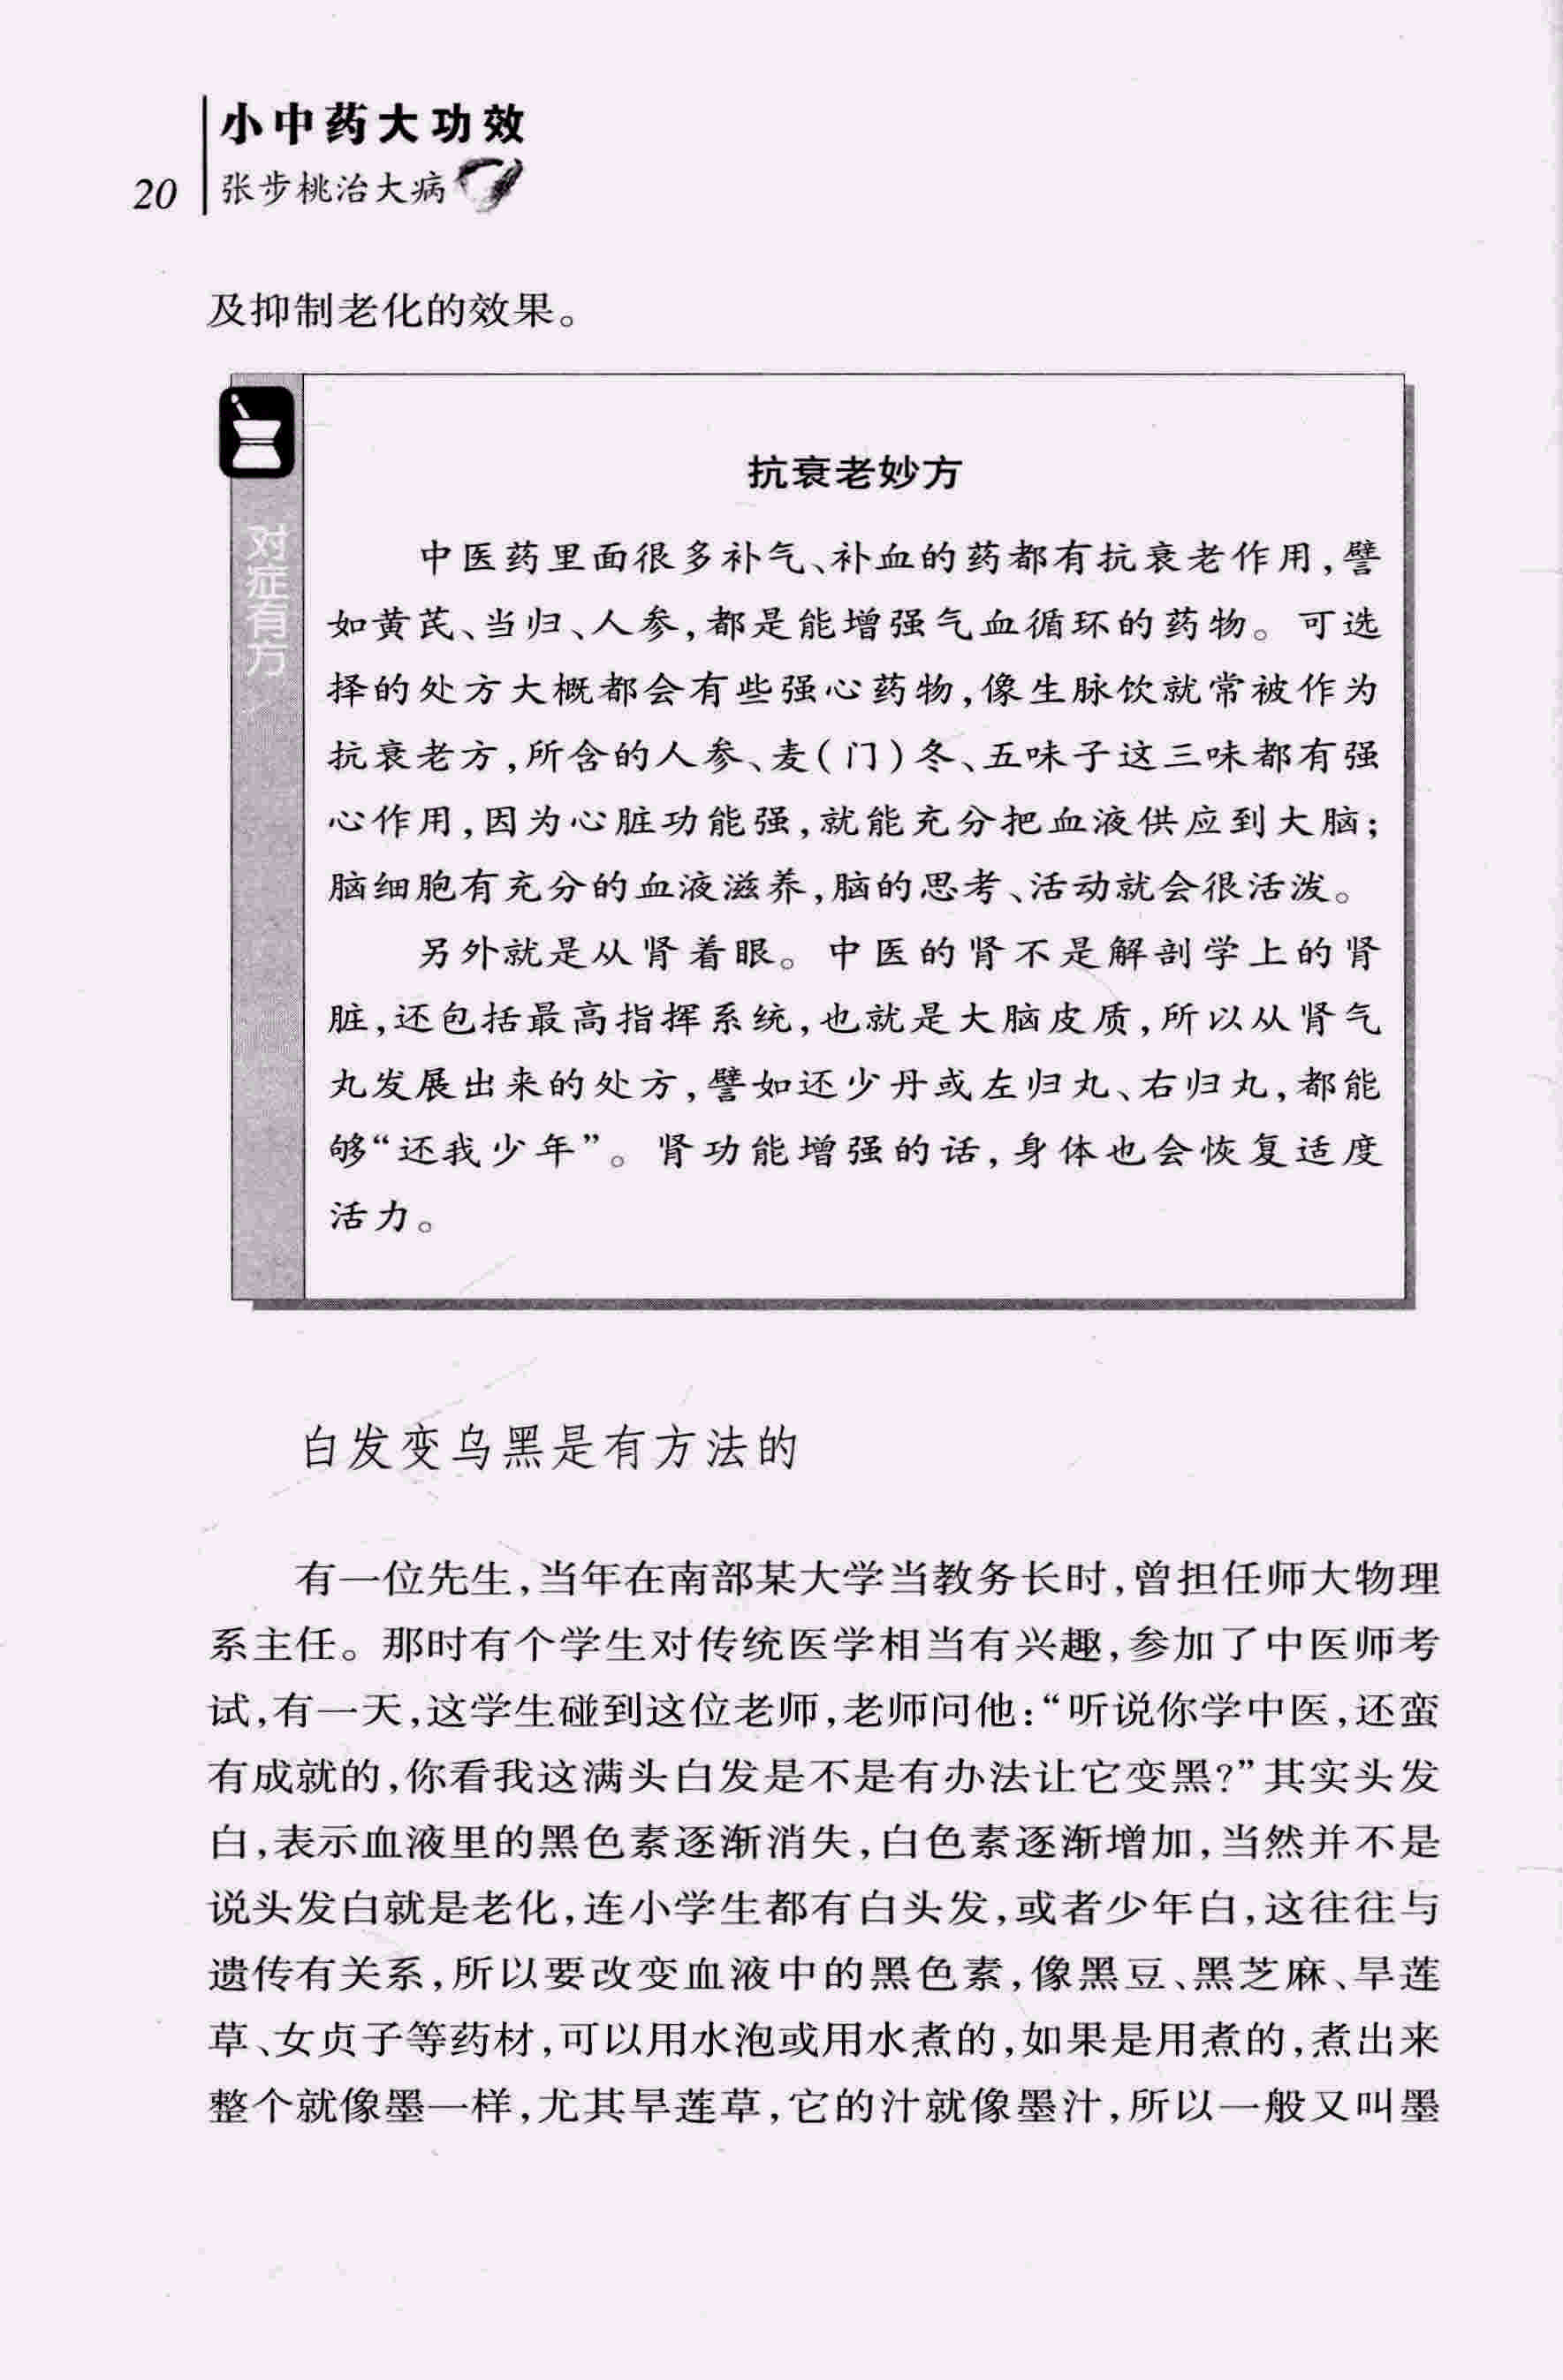 小中药大功效
20 张步桃治大病
及抑制老化的效果。
对症有方
抗衰老妙方
中医药里面很多补气、补血的药都有抗衰老作用,譬
如黄芪、当归、人参,都是能增强气血循环的药物。可选
择的处方大概都会有些强心药物,像生脉饮就常被作为
抗衰老方,所含的人参、麦(门)冬、五味子这三味都有强
心作用,因为心脏功能强,就能充分把血液供应到大脑;
脑细胞有充分的血液滋养,脑的思考、活动就会很活泼。
另外就是从肾着眼。中医的肾不是解剖学上的肾
脏,还包括最高指挥系统,也就是大脑皮质,所以从肾气
丸发展出来的处方,譬如还少丹或左归丸、右归丸,都能
够“还我少年”。肾功能增强的话,身体也会恢复适度
活力。
白发变乌黑是有方法的
有一位先生,当年在南部某大学当教务长时,曾担任师大物理
系主任。那时有个学生对传统医学相当有兴趣,参加了中医师考
试,有一天,这学生碰到这位老师,老师问他:“听说你学中医,还蛮
有成就的,你看我这满头白发是不是有办法让它变黑?”其实头发
白,表示血液里的黑色素逐渐消失,白色素逐渐增加,当然并不是
说头发白就是老化,连小学生都有白头发,或者少年白,这往往与
遗传有关系,所以要改变血液中的黑色素,像黑豆、黑芝麻、旱莲
草、女贞子等药材,可以用水泡或用水煮的,如果是用煮的,煮出来
整个就像墨一样,尤其旱莲草,它的汁就像墨汁,所以一般又叫墨